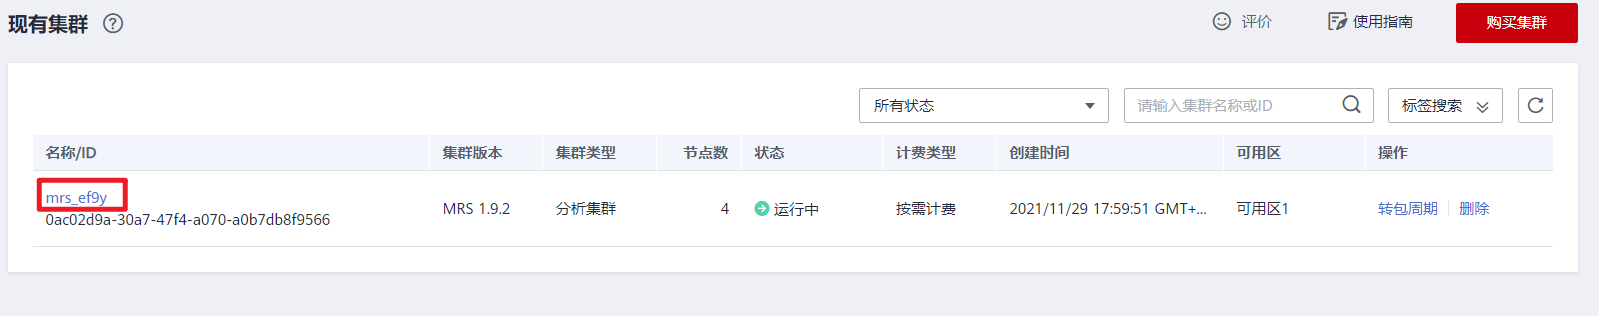 现有集群 评价 使用指南 购买集群
所有状态 请输入集群名称或ID 标签搜索
名称/ID 集群版本 集群类型 节点数 状态 计费类型 创建时间 可用区 操作
mrs_ef9y
0ac02d9a-30a7-47f4-a070-a0b7db8f9566 MRS 1.9.2 分析集群 4 运行中 按需计费 2021/11/29 17:59:51 GMT+... 可用区1 转包周期 删除